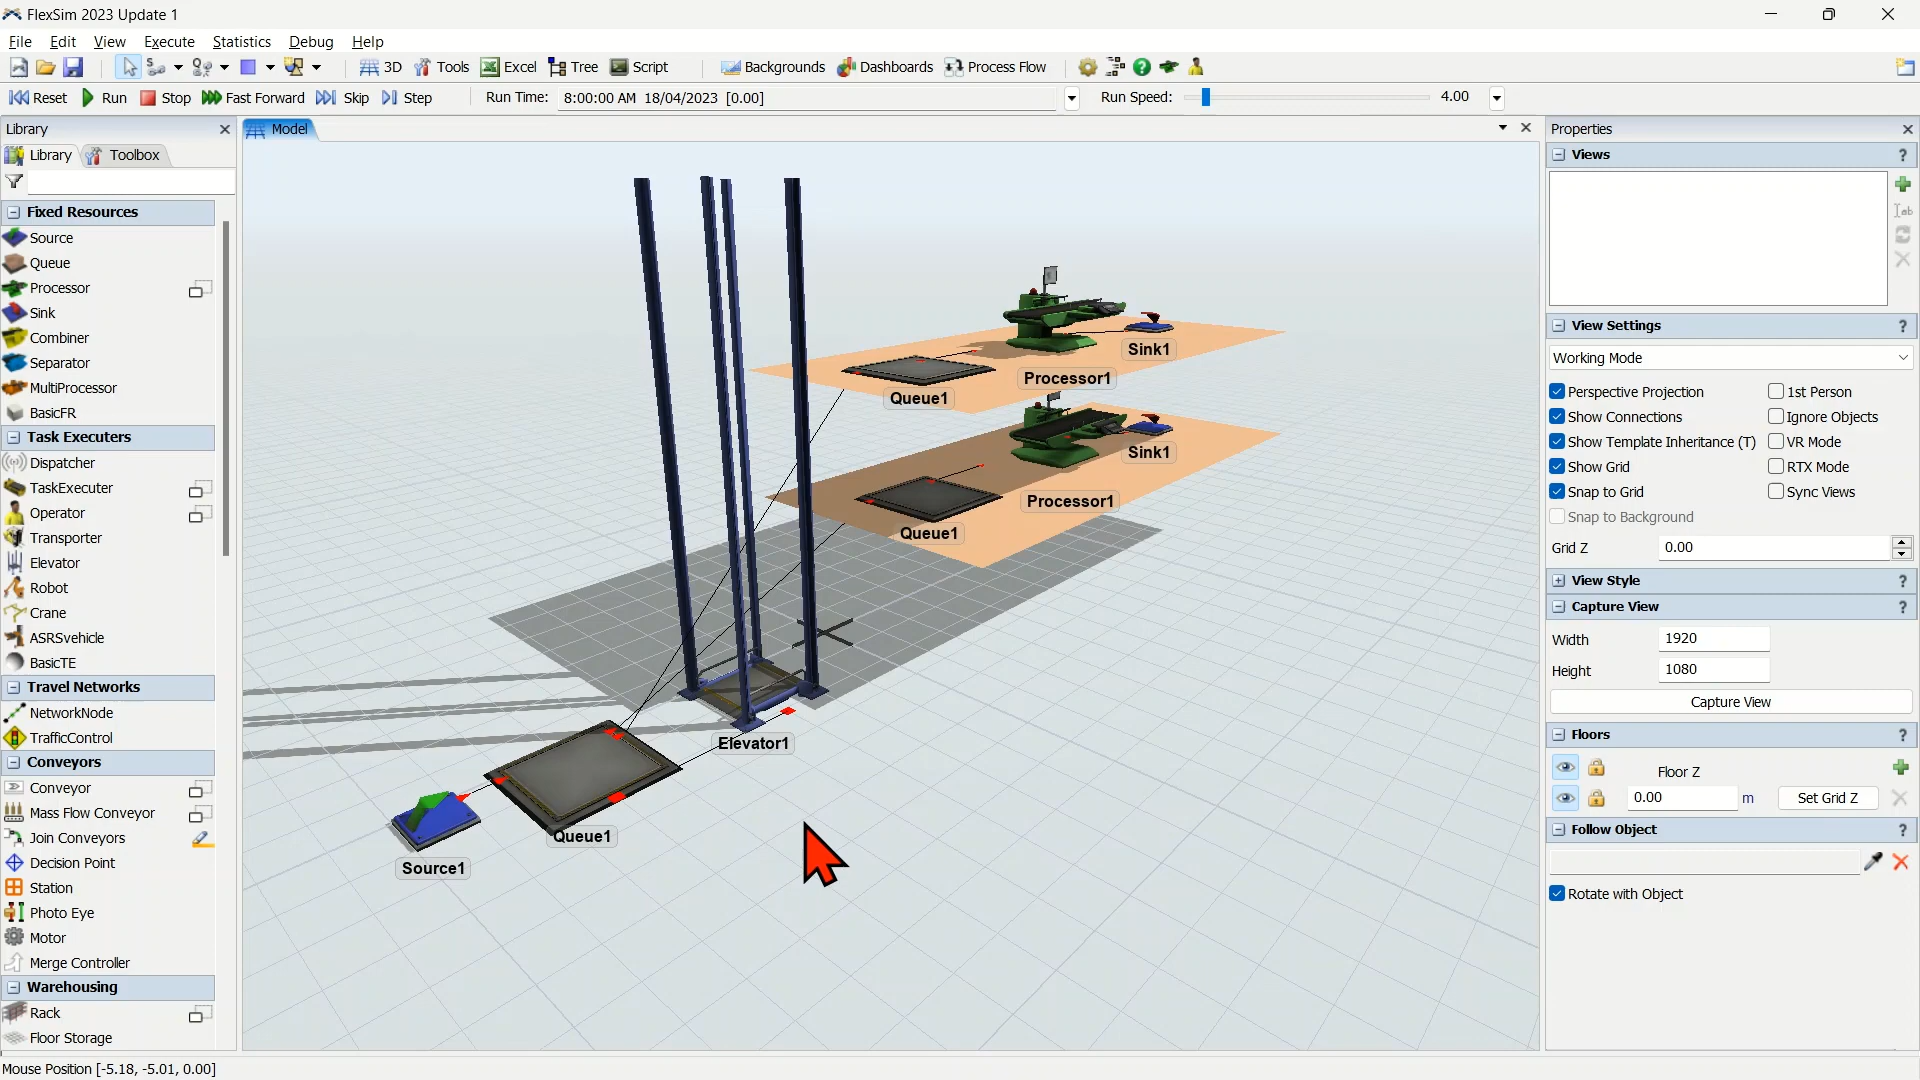 FlexSim 2023 Update 1
File Edit View Execute Statistics Debug Help
3D Tools Excel Tree Script Backgrounds Dashboards Process Flow
Reset Run Stop Fast Forward Skip Step Run Time: 8:00:00 AM 18/04/2023 [0.00] Run Speed: 4.00
Library
Library Toolbox
Fixed Resources
Source
Queue
Processor
Sink
Combiner
Separator
MultiProcessor
BasicFR
Task Executers
Dispatcher
TaskExecuter
Operator
Transporter
Elevator
Robot
Crane
ASRSvehicle
BasicTE
Travel Networks
NetworkNode
TrafficControl
Conveyors
Conveyor
Mass Flow Conveyor
Join Conveyors
Decision Point
Station
Photo Eye
Motor
Merge Controller
Warehousing
Rack
Floor Storage
Model
Sink1
Processor1
Queue1
Sink1
Processor1
Queue1
Elevator1
Queue1
Source1
Properties
Views ?
View Settings ?
Working Mode
Perspective Projection 1st Person
Show Connections Ignore Objects
Show Template Inheritance (T) VR Mode
Show Grid RTX Mode
Snap to Grid Sync Views
Snap to Background
Grid Z 0.00
View Style ?
Capture View ?
Width 1920
Height 1080
Capture View
Floors ?
Floor Z
0.00 m Set Grid Z
Follow Object ?
Rotate with Object
Mouse Position [-5.18, -5.01, 0.00]